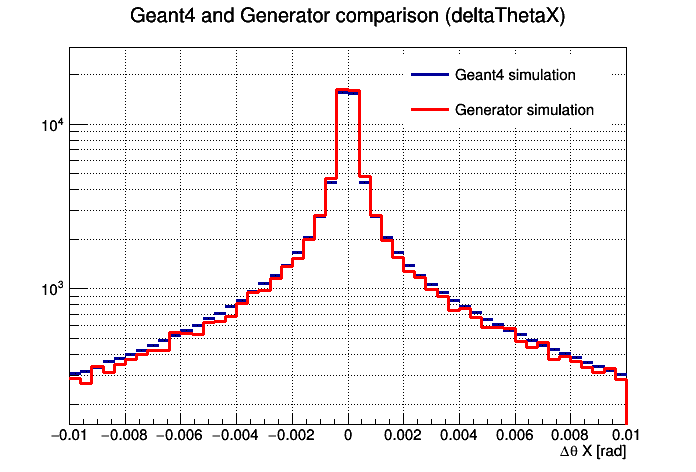 Geant4 and Generator comparison (deltaThetaX)
Geant4 simulation
Generator simulation
10⁴
10³
−0.01 −0.008 −0.006 −0.004 −0.002 0 0.002 0.004 0.006 0.008 0.01
Δθ X [rad]